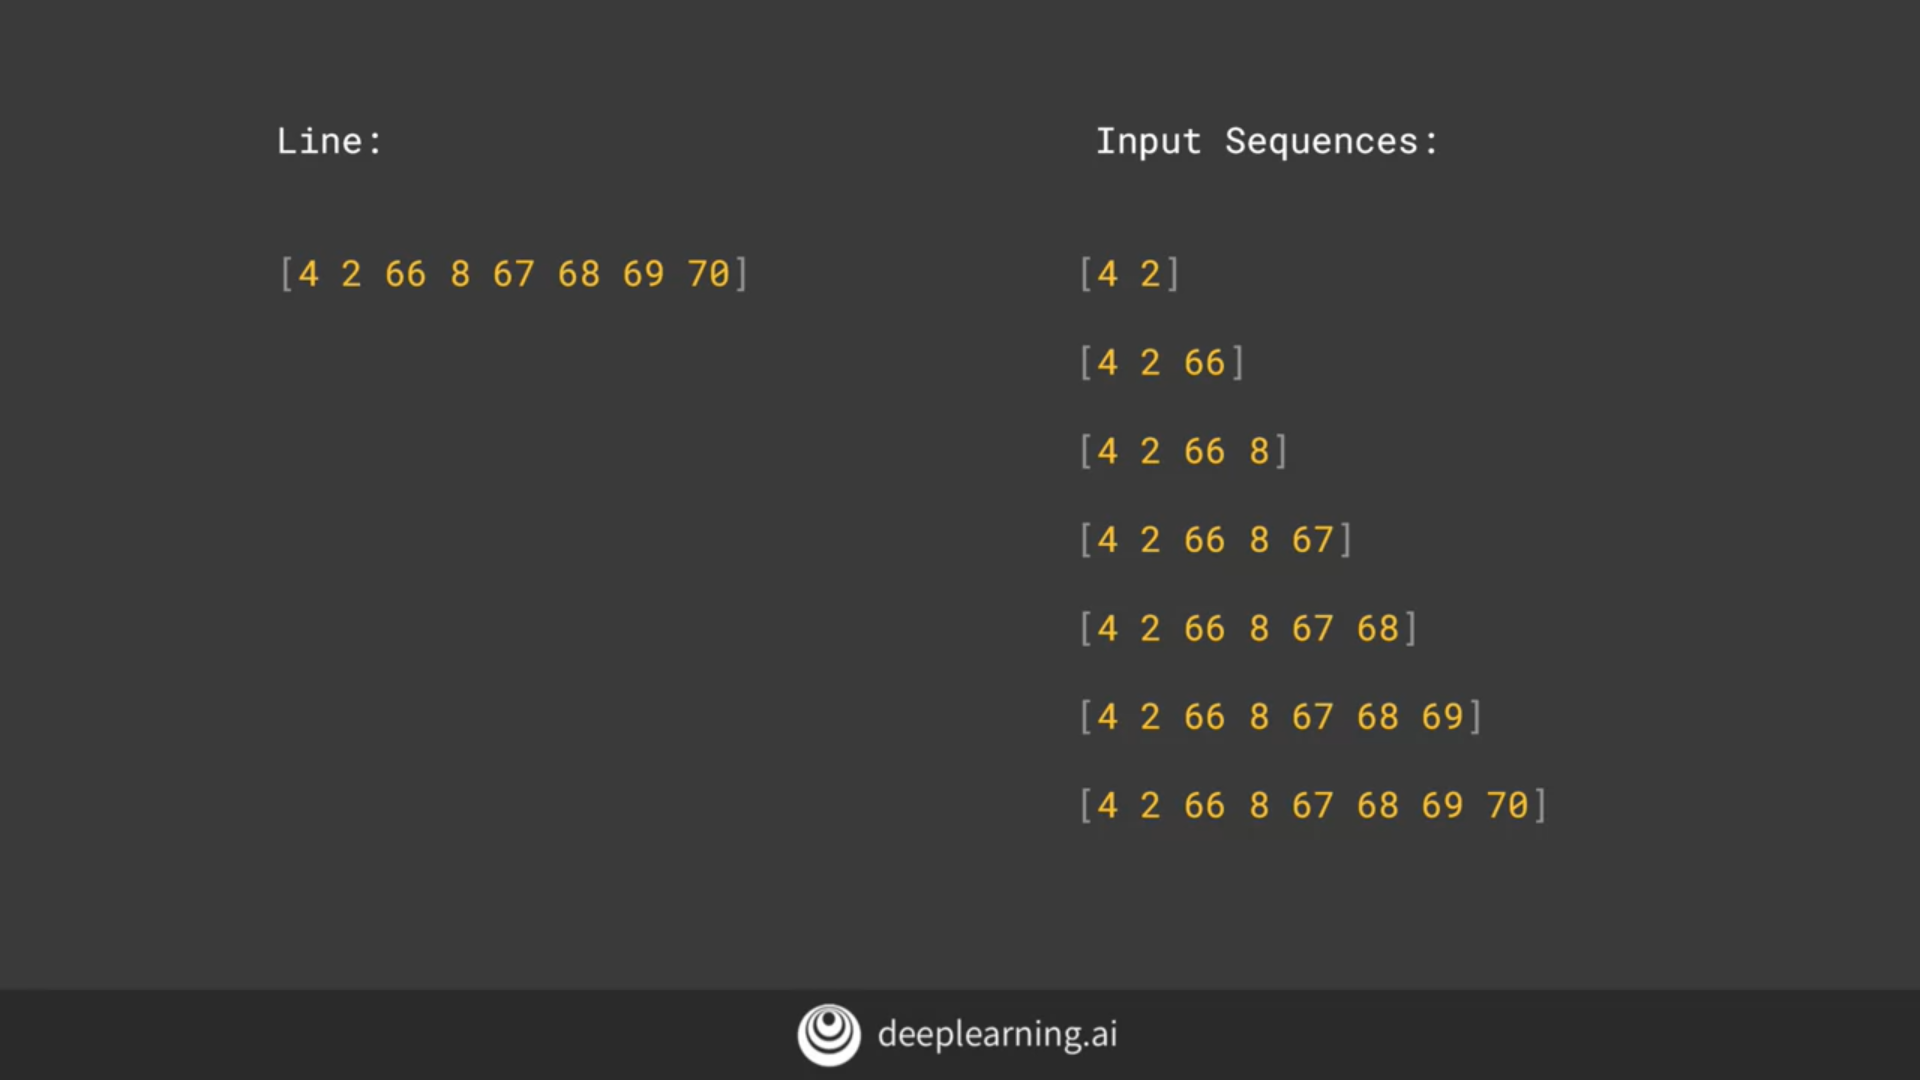 Line:
[4 2 66 8 67 68 69 70]
Input Sequences:
[4 2]
[4 2 66]
[4 2 66 8]
[4 2 66 8 67]
[4 2 66 8 67 68]
[4 2 66 8 67 68 69]
[4 2 66 8 67 68 69 70]
deeplearning.ai